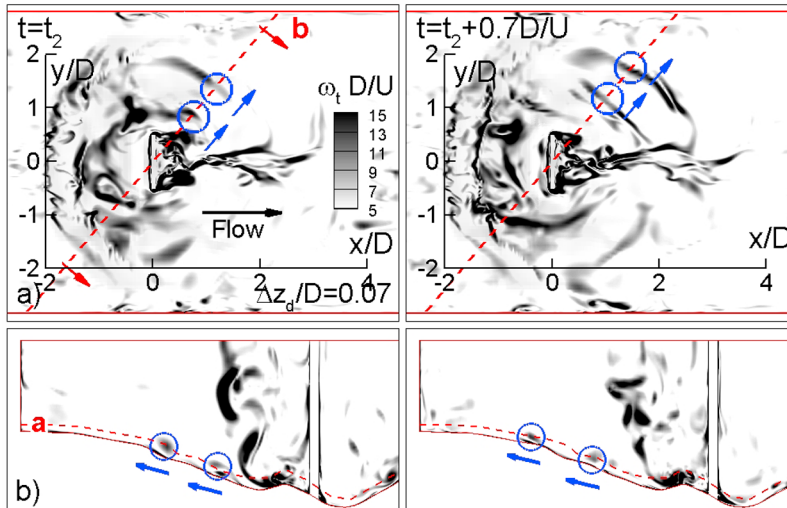 t=t₂
b
2
y/D
ωₜ D/U
1
15
13
11
9
7
5
0
-1
Flow
x/D
-2
-2 0 2 4
a)
Δz_d/D=0.07
t=t₂+0.7D/U
2
y/D
1
0
-1
x/D
-2
-2 0 2 4
a
b)